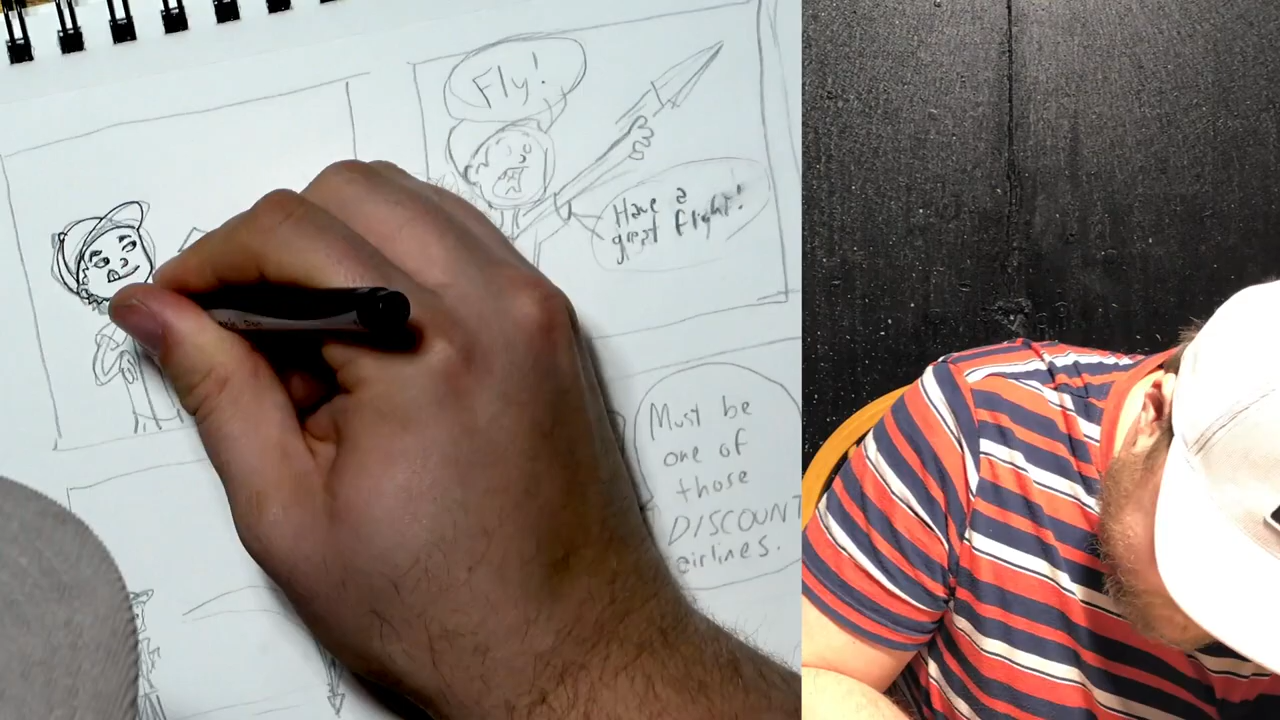 Fly!
Have a
great flight!
Must be
one of
those
DISCOUNT
airlines.